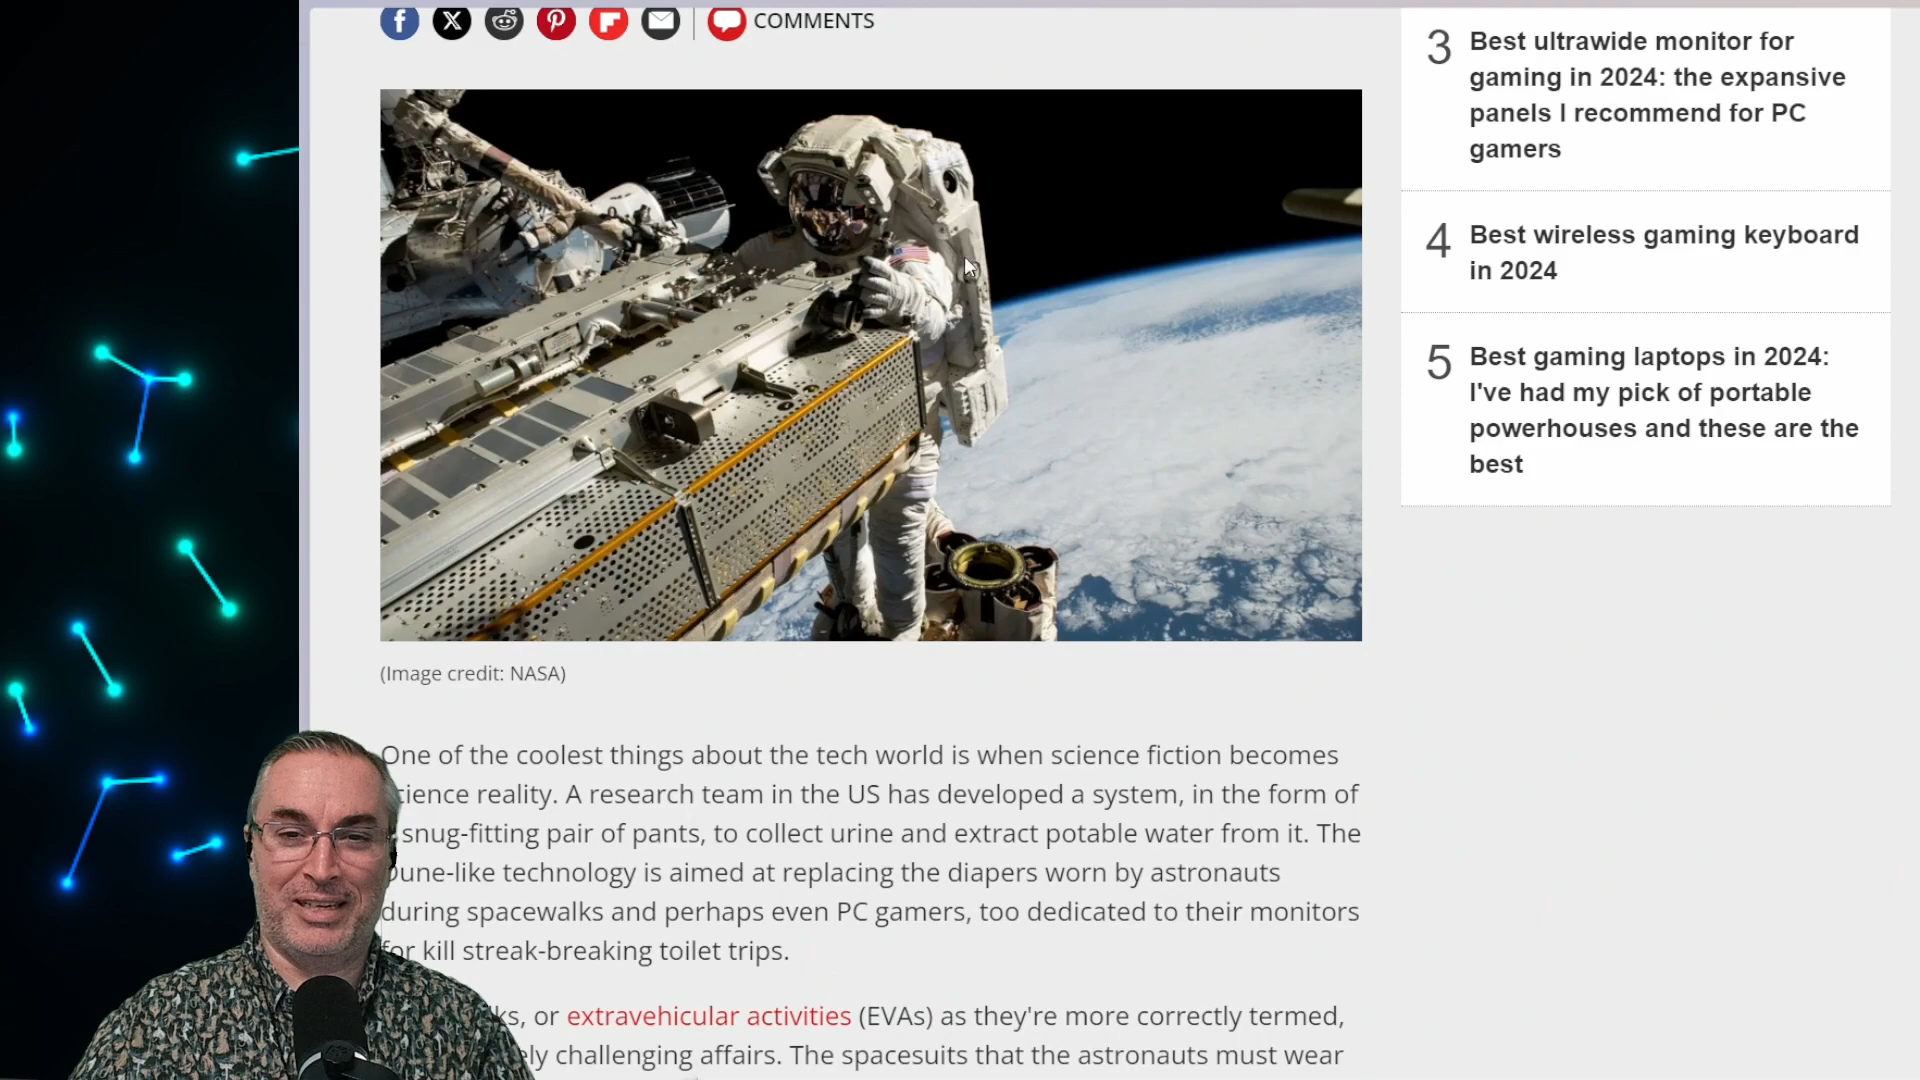 COMMENTS
3 Best ultrawide monitor for
gaming in 2024: the expansive
panels I recommend for PC
gamers
4 Best wireless gaming keyboard
in 2024
5 Best gaming laptops in 2024:
I've had my pick of portable
powerhouses and these are the
best
(Image credit: NASA)
One of the coolest things about the tech world is when science fiction becomes
cience reality. A research team in the US has developed a system, in the form of
snug-fitting pair of pants, to collect urine and extract potable water from it. The
Dune-like technology is aimed at replacing the diapers worn by astronauts
during spacewalks and perhaps even PC gamers, too dedicated to their monitors
for kill streak-breaking toilet trips.
ks, or extravehicular activities (EVAs) as they're more correctly termed,
ely challenging affairs. The spacesuits that the astronauts must wear